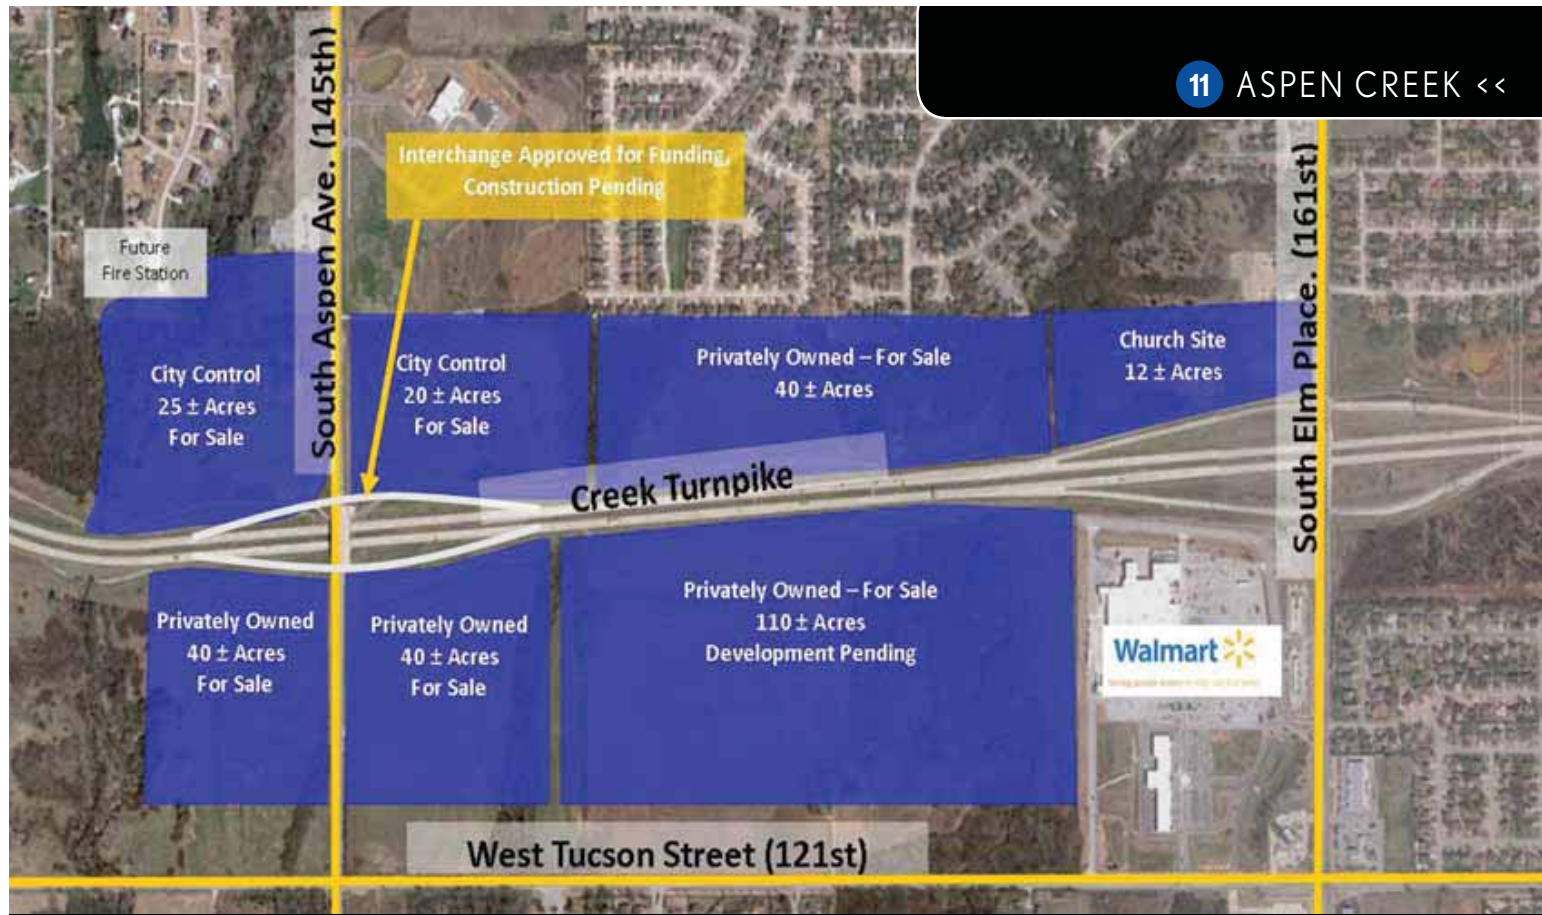 11 ASPEN CREEK <<
South Aspen Ave. (145th)
Interchange Approved for Funding,
Construction Pending
Future
Fire Station
South Elm Place. (161st)
City Control
25 ± Acres
For Sale
City Control
20 ± Acres
For Sale
Privately Owned – For Sale
40 ± Acres
Church Site
12 ± Acres
Creek Turnpike
Privately Owned
40 ± Acres
For Sale
Privately Owned
40 ± Acres
For Sale
Privately Owned – For Sale
110 ± Acres
Development Pending
Walmart
West Tucson Street (121st)